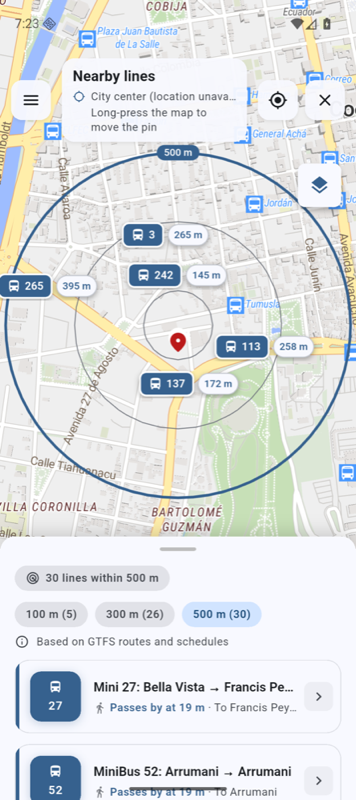 COBIJA
7:23
Plaza Juan Bautista
de La Salle
Ecuador
Nearby lines
City center (location unava...
Long-press the map to
move the pin
Correo
General Achá
500 m
Humboldt
Calle Alvaroa
Jordán
3
265 m
242
145 m
265
395 m
Calle Junín
Tumusla
113
258 m
137
172 m
Avenida 27 de Agosto
Calle Tiahuanacu
VILLA CORONILLA
BARTOLOMÉ
GUZMÁN
30 lines within 500 m
100 m (5)
300 m (26)
500 m (30)
Based on GTFS routes and schedules
27
Mini 27: Bella Vista → Francis Pe...
Passes by at 19 m · To Francis Pey...
52
MiniBus 52: Arrumani → Arrumani
Passes by at 19 m · To Arrumani